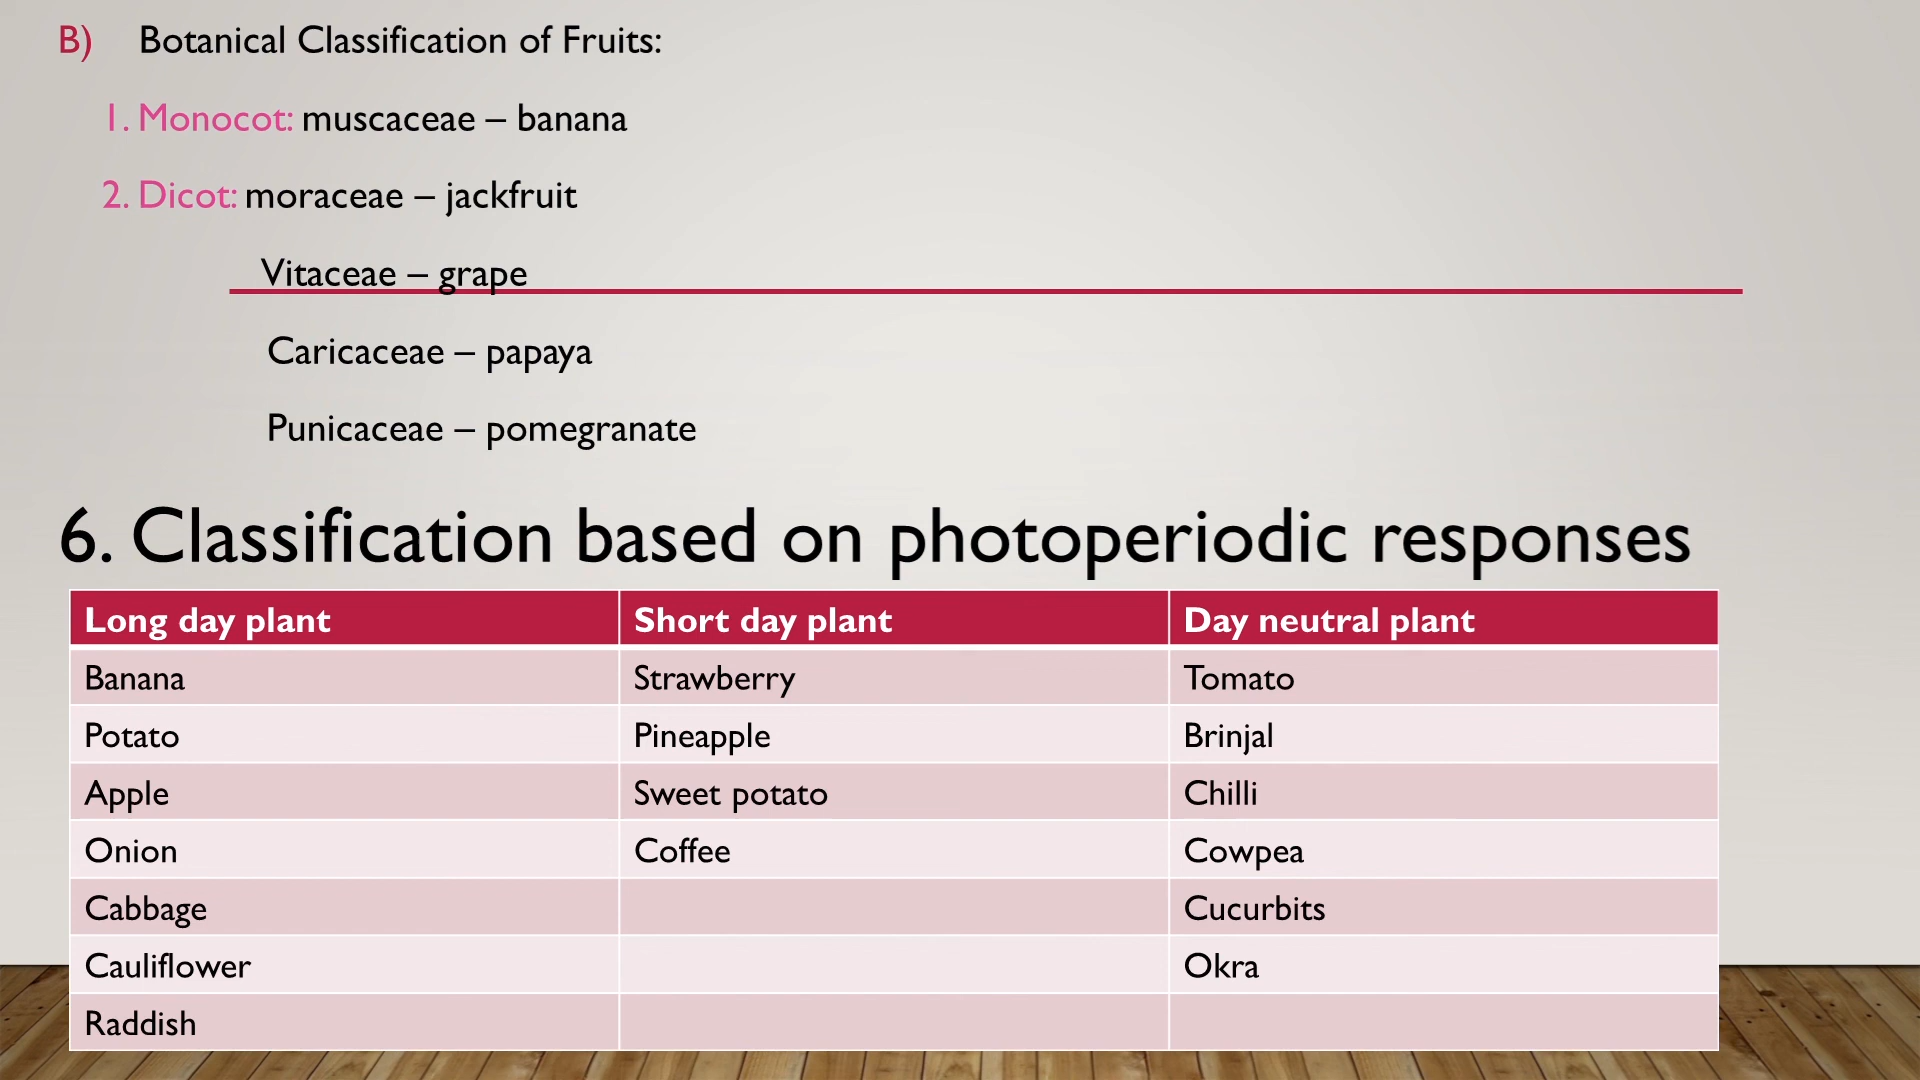 B) Botanical Classification of Fruits:
1. Monocot: muscaceae – banana
2. Dicot: moraceae – jackfruit
Vitaceae – grape
Caricaceae – papaya
Punicaceae – pomegranate
6. Classification based on photoperiodic responses
Long day plant Short day plant Day neutral plant
Banana Strawberry Tomato
Potato Pineapple Brinjal
Apple Sweet potato Chilli
Onion Coffee Cowpea
Cabbage Cucurbits
Cauliflower Okra
Raddish